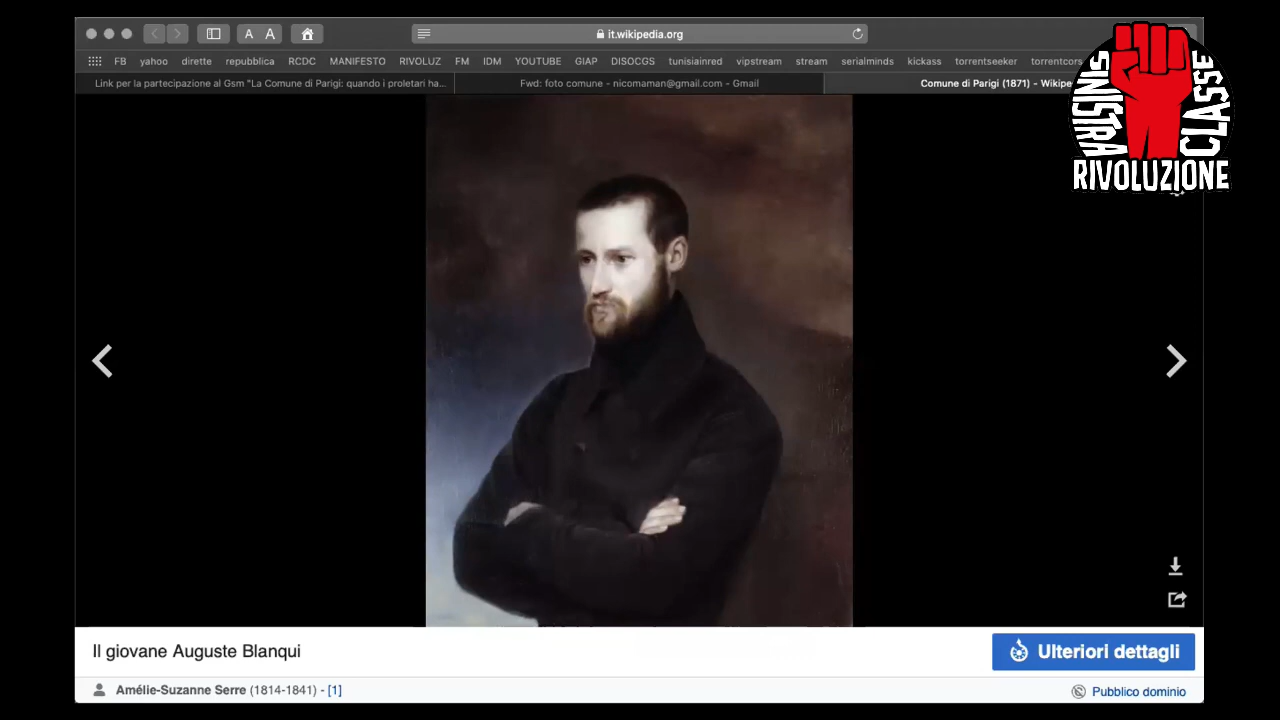 A A
it.wikipedia.org
FB yahoo dirette repubblica RCDC MANIFESTO RIVOLUZ FM IDM YOUTUBE GIAP DISOCGS tunisiainred vipstream stream serialminds kickass torrentseeker torrentcors
Link per la partecipazione al Gsm "La Comune di Parigi: quando i proletari ha...
Fwd: foto comune - nicomaman@gmail.com - Gmail
Comune di Parigi (1871) - Wikipe
SINISTRA
CLASSE
RIVOLUZIONE
Il giovane Auguste Blanqui
Ulteriori dettagli
Amélie-Suzanne Serre (1814-1841) - [1]
Pubblico dominio